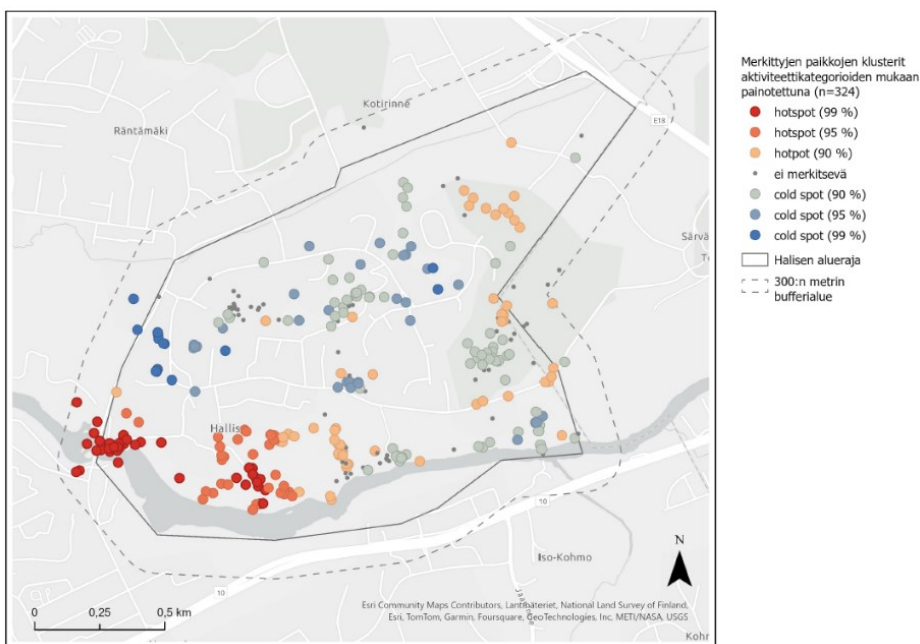 Merkittyjen paikkojen klusterit
aktiviteettikategorioiden mukaan
painotettuna (n=324)
hotspot (99 %)
hotspot (95 %)
hotpot (90 %)
ei merkitsevä
cold spot (90 %)
cold spot (95 %)
cold spot (99 %)
Halisen alueraja
300:n metrin
bufferialue
Kotirinne
Räntämäki
E18
Särvä
Hallis
10
Iso-Kohmo
N
10
0 0,25 0,5 km
Esri Community Maps Contributors, Lantmäteriet, National Land Survey of Finland,
Esri, TomTom, Garmin, Foursquare, GeoTechnologies, Inc, METI/NASA, USGS
Kohm